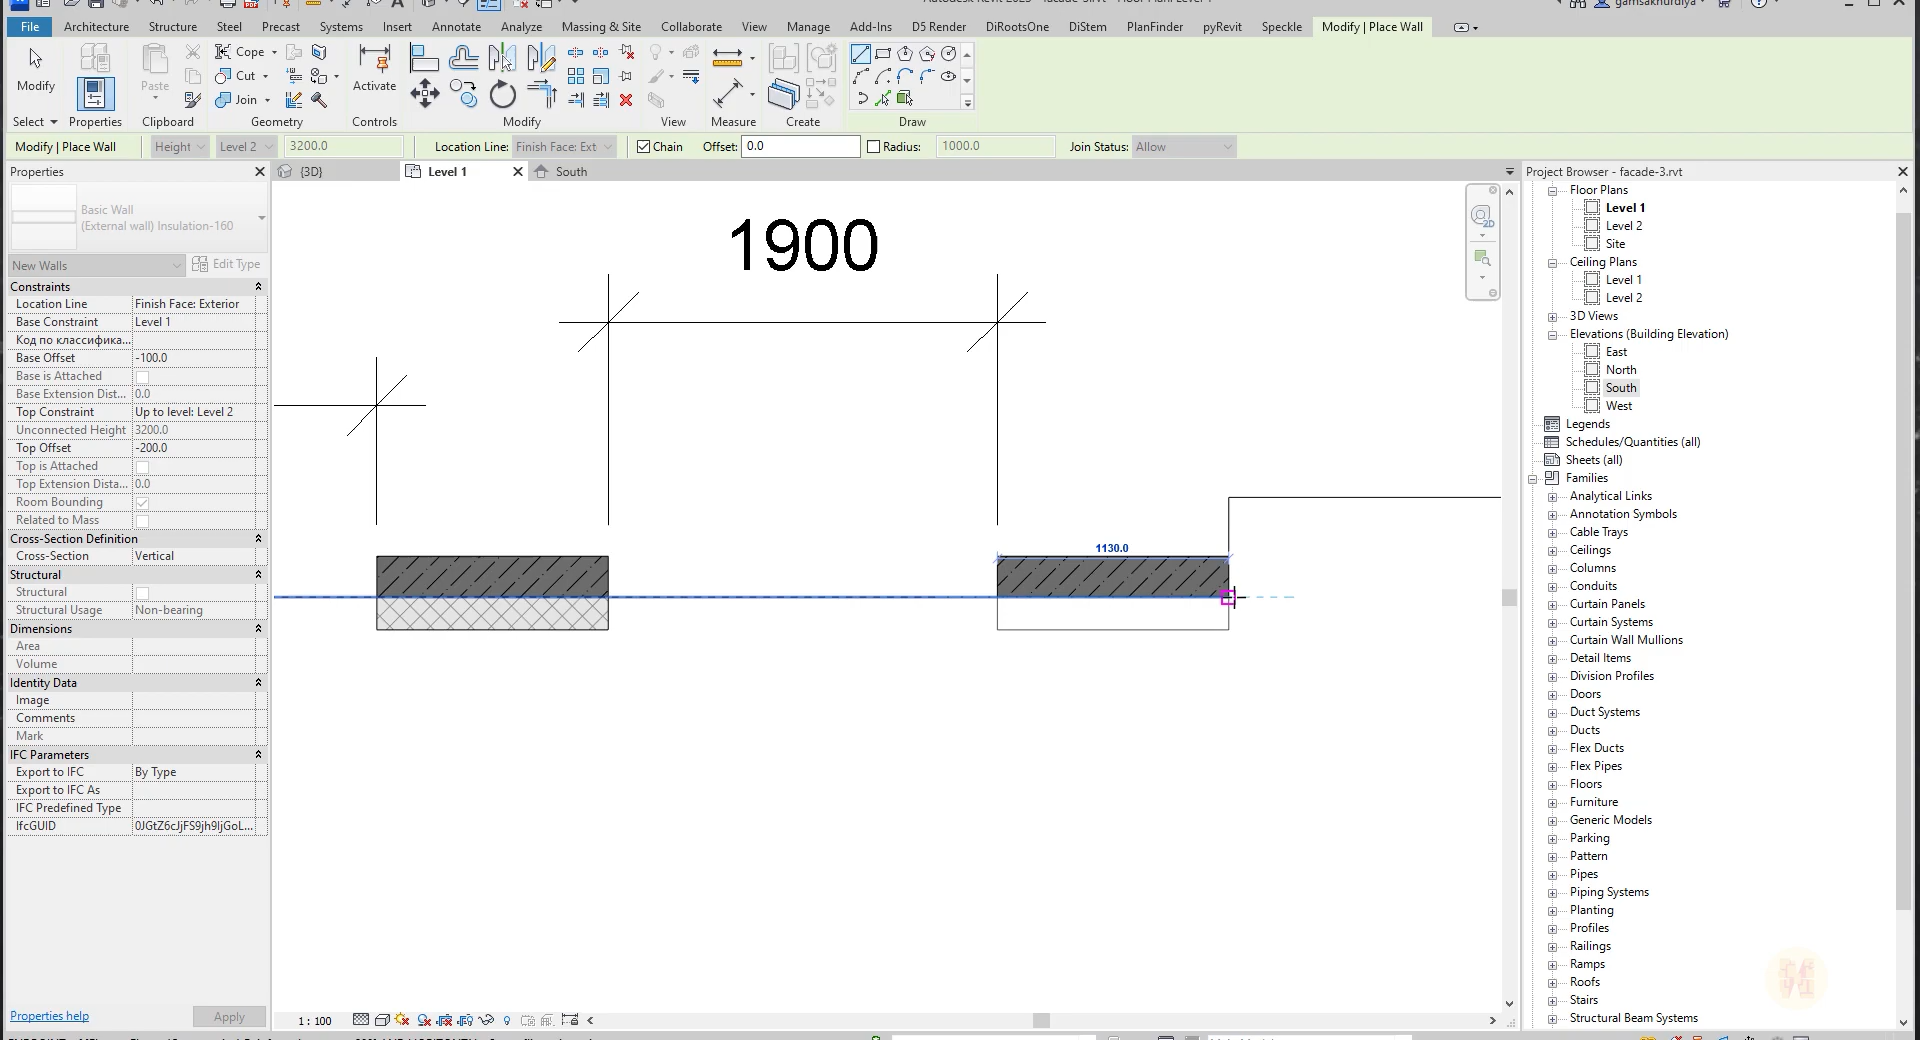 gamsakhurdiya
File Architecture Structure Steel Precast Systems Insert Annotate Analyze Massing & Site Collaborate View Manage Add-Ins D5 Render DiRootsOne DiStem PlanFinder pyRevit Speckle Modify | Place Wall
Modify
Select
Properties
Paste
Clipboard
Cope
Cut
Join
Geometry
Activate
Controls
Modify
View
Measure
Create
Draw
Modify | Place Wall Height Level 2 3200.0 Location Line: Finish Face: Ext Chain Offset: 0.0 Radius: 1000.0 Join Status: Allow
Properties
Basic Wall
(External wall) Insulation-160
New Walls Edit Type
Constraints
Location Line Finish Face: Exterior
Base Constraint Level 1
Код по классифика...
Base Offset -100.0
Base is Attached
Base Extension Dist... 0.0
Top Constraint Up to level: Level 2
Unconnected Height 3200.0
Top Offset -200.0
Top is Attached
Top Extension Dista... 0.0
Room Bounding
Related to Mass
Cross-Section Definition
Cross-Section Vertical
Structural
Structural
Structural Usage Non-bearing
Dimensions
Area
Volume
Identity Data
Image
Comments
Mark
IFC Parameters
Export to IFC By Type
Export to IFC As
IFC Predefined Type
Properties help Apply
{3D} Level 1 South
1900
1130.0
2D
1 : 100
Project Browser - facade-3.rvt
Floor Plans
Level 1
Level 2
Site
Ceiling Plans
Level 1
Level 2
3D Views
Elevations (Building Elevation)
East
North
South
West
Legends
Schedules/Quantities (all)
Sheets (all)
Families
Analytical Links
Annotation Symbols
Cable Trays
Ceilings
Columns
Conduits
Curtain Panels
Curtain Systems
Curtain Wall Mullions
Detail Items
Division Profiles
Doors
Duct Systems
Ducts
Flex Ducts
Flex Pipes
Floors
Furniture
Generic Models
Parking
Pattern
Pipes
Piping Systems
Planting
Profiles
Railings
Ramps
Roofs
Stairs
Structural Beam Systems